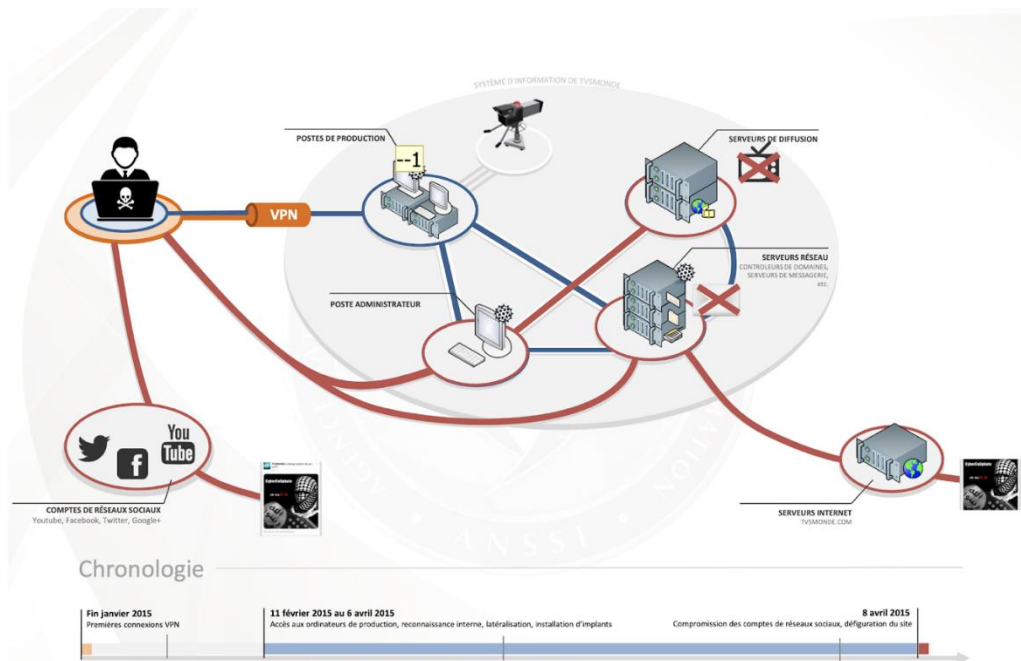 SYSTÈME D'INFORMATION DE TV5MONDE
POSTES DE PRODUCTION
--1
SERVEURS DE DIFFUSION
VPN
SERVEURS RÉSEAU
CONTROLEURS DE DOMAINES,
SERVEURS DE MESSAGERIE,
etc.
POSTE ADMINISTRATEUR
You
Tube
COMPTES DE RÉSEAUX SOCIAUX
Youtube, Facebook, Twitter, Google+
CyberCaliphate
CyberCaliphate
SERVEURS INTERNET
TV5MONDE.COM
ANSSI
Chronologie
Fin janvier 2015
Premières connexions VPN
11 février 2015 au 6 avril 2015
Accès aux ordinateurs de production, reconnaissance interne, latéralisation, installation d'implants
8 avril 2015
Compromission des comptes de réseaux sociaux, défiguration du site